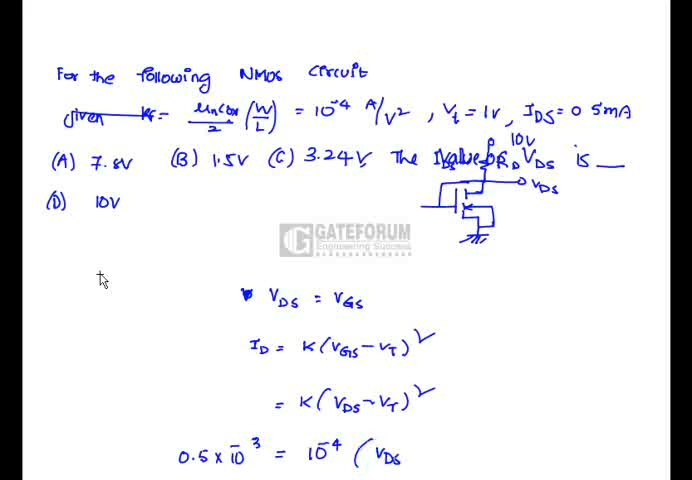 For the following NMOS circuit
given K = μnCox/2 (W/L) = 10^-4 A/V², Vt = 1V, IDS = 0.5mA
(A) 7.8V (B) 1.5V (C) 3.24V, The value of VDS is __
10V
RD
VDS
(D) 10V
GATEFORUM
Engineering Success
VDS = VGS
ID = K(VGS - VT)²
= K(VDS - VT)²
0.5 × 10^-3 = 10^-4 (VDS